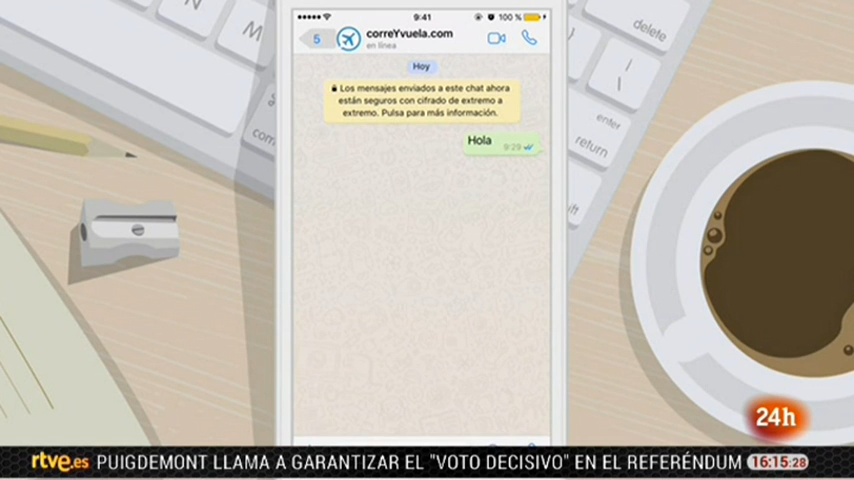 9:41
100 %
5
correYvuela.com
en línea
Hoy
Los mensajes enviados a este chat ahora
están seguros con cifrado de extremo a
extremo. Pulsa para más información.
Hola 9:29
delete
enter
return
M
24h
rtve.es PUIGDEMONT LLAMA A GARANTIZAR EL "VOTO DECISIVO" EN EL REFERÉNDUM 16:15:28